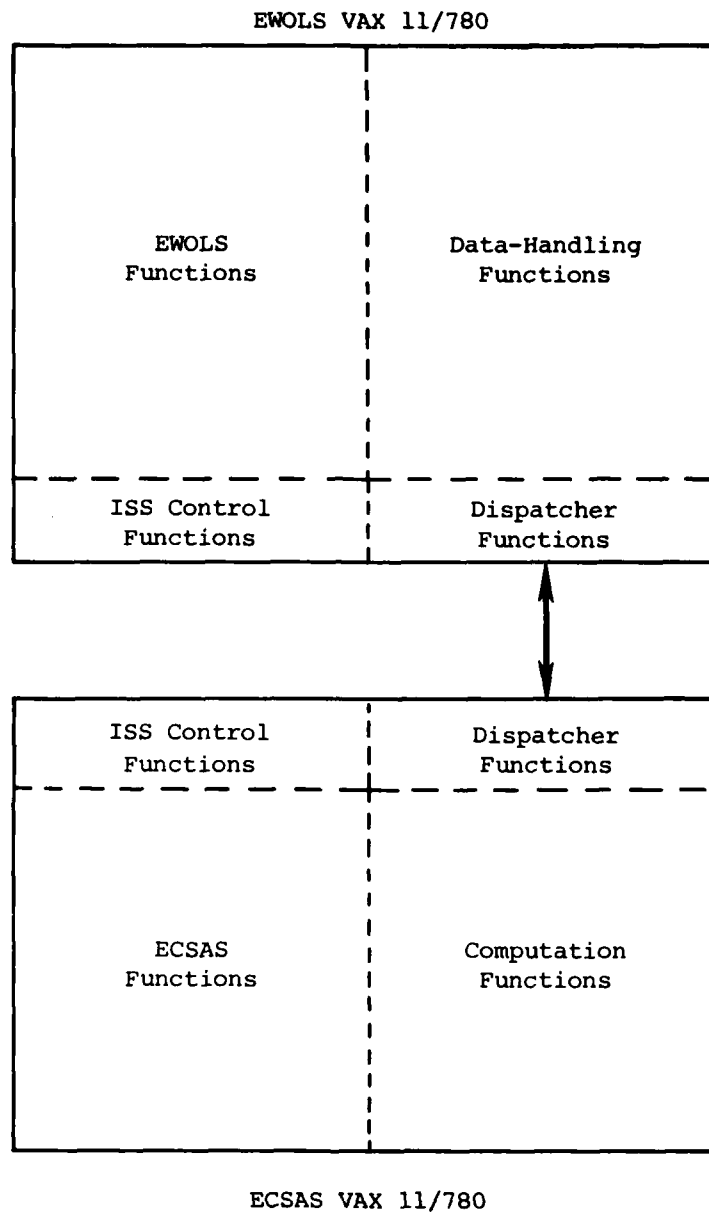 EWOLS VAX 11/780
EWOLS
Functions
Data-Handling
Functions
ISS Control
Functions
Dispatcher
Functions
ISS Control
Functions
Dispatcher
Functions
ECSAS
Functions
Computation
Functions
ECSAS VAX 11/780